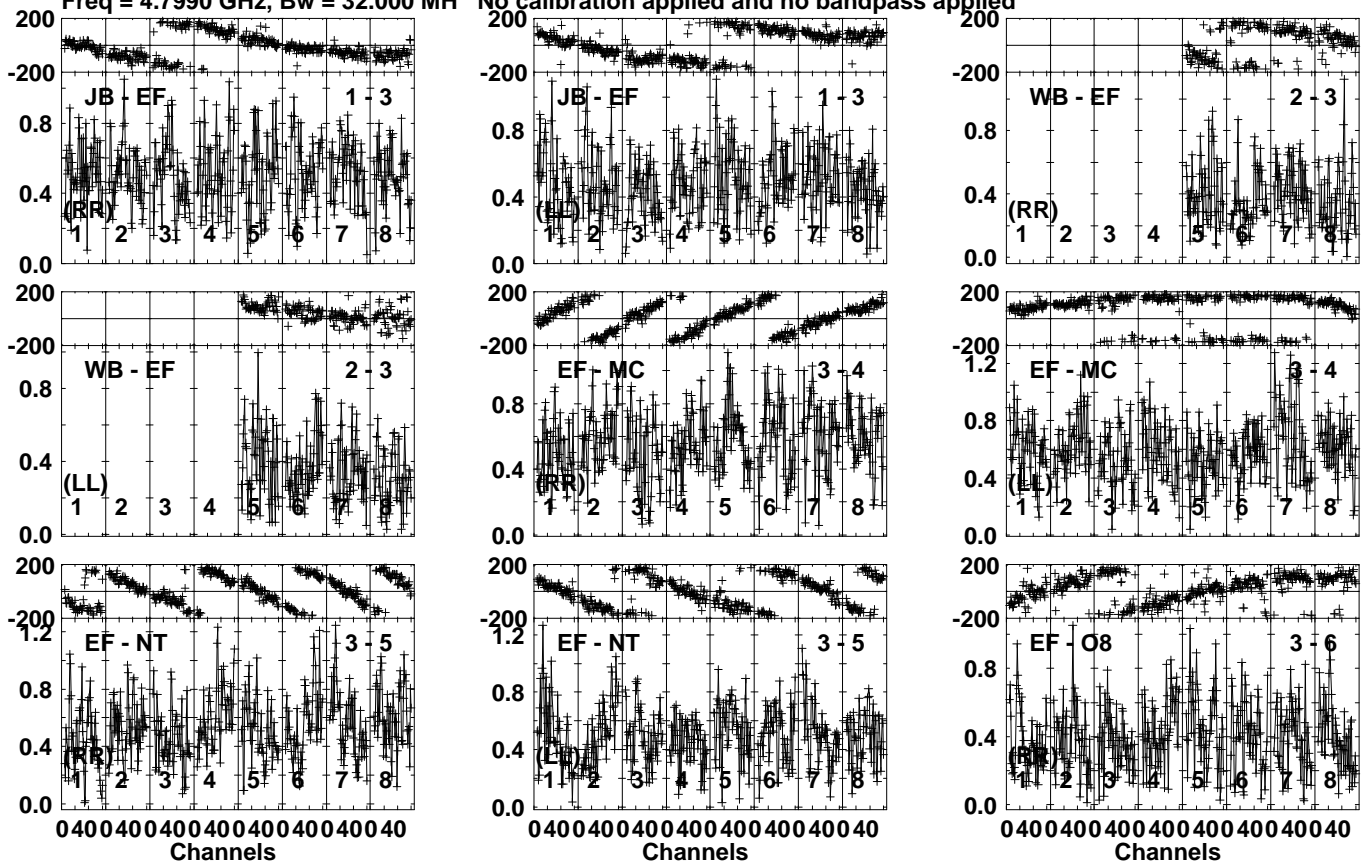 Freq = 4.7990 GHz, Bw = 32.000 MH No calibration applied and no bandpass applied
200 200 200
-200 -200 -200
JB - EF 1 - 3 JB - EF 1 - 3 WB - EF 2 - 3
0.8 0.8 0.8
0.4 0.4 0.4
(RR) (LL) (RR)
1 2 3 4 5 6 7 8 1 2 3 4 5 6 7 8 1 2 3 4 5 6 7 8
0.0 0.0 0.0
200 200 200
-200 -200 -200
1.2
WB - EF 2 - 3 EF - MC 3 - 4 EF - MC 3 - 4
0.8 0.8 0.8
0.4 0.4 0.4
(LL) (RR) (LL)
1 2 3 4 5 6 7 8 1 2 3 4 5 6 7 8 1 2 3 4 5 6 7 8
0.0 0.0 0.0
200 200 200
-200 -200 -200
1.2 1.2
EF - NT 3 - 5 EF - NT 3 - 5 EF - O8 3 - 6
0.8 0.8 0.8
0.4 0.4 0.4
(RR) (LL) (RR)
1 2 3 4 5 6 7 8 1 2 3 4 5 6 7 8 1 2 3 4 5 6 7 8
0.0 0.0 0.0
0 40 0 40 0 40 0 40 0 40 0 40 0 40 0 40 0 40 0 40 0 40 0 40 0 40 0 40 0 40 0 40 0 40 0 40 0 40 0 40 0 40 0 40 0 40 0 40
Channels Channels Channels